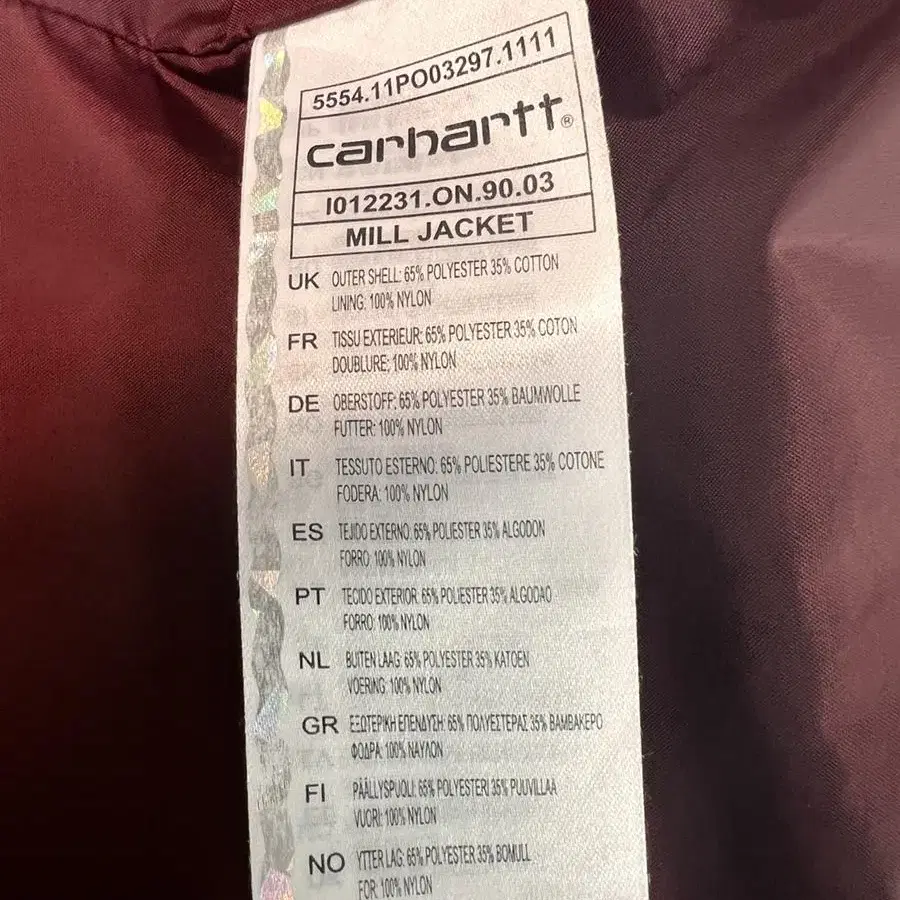 5554.11PO03297.1111
carhartt®
I012231.ON.90.03
MILL JACKET
UK OUTER SHELL: 65% POLYESTER 35% COTTON
LINING: 100% NYLON
FR TISSU EXTERIEUR: 65% POLYESTER 35% COTON
DOUBLURE: 100% NYLON
DE OBERSTOFF: 65% POLYESTER 35% BAUMWOLLE
FUTTER: 100% NYLON
IT TESSUTO ESTERNO: 65% POLIESTERE 35% COTONE
FODERA: 100% NYLON
ES TEJIDO EXTERNO: 65% POLIESTER 35% ALGODON
FORRO: 100% NYLON
PT TECIDO EXTERIOR: 65% POLIESTER 35% ALGODAO
FORRO: 100% NYLON
NL BUITEN LAAG: 65% POLYESTER 35% KATOEN
VOERING: 100% NYLON
GR ΕΞΩΤΕΡΙΚΗ ΕΠΕΝΔΥΣΗ: 65% ΠΟΛΥΕΣΤΕΡΑΣ 35% ΒΑΜΒΑΚΕΡΟ
ΦΟΔΡΑ: 100% ΝΑΥΛΟΝ
FI PÄÄLLYSPUOLI: 65% POLYESTERI 35% PUUVILLAA
VUORI: 100% NYLON
NO YTTER LAG: 65% POLYESTER 35% BOMULL
FOR: 100% NYLON